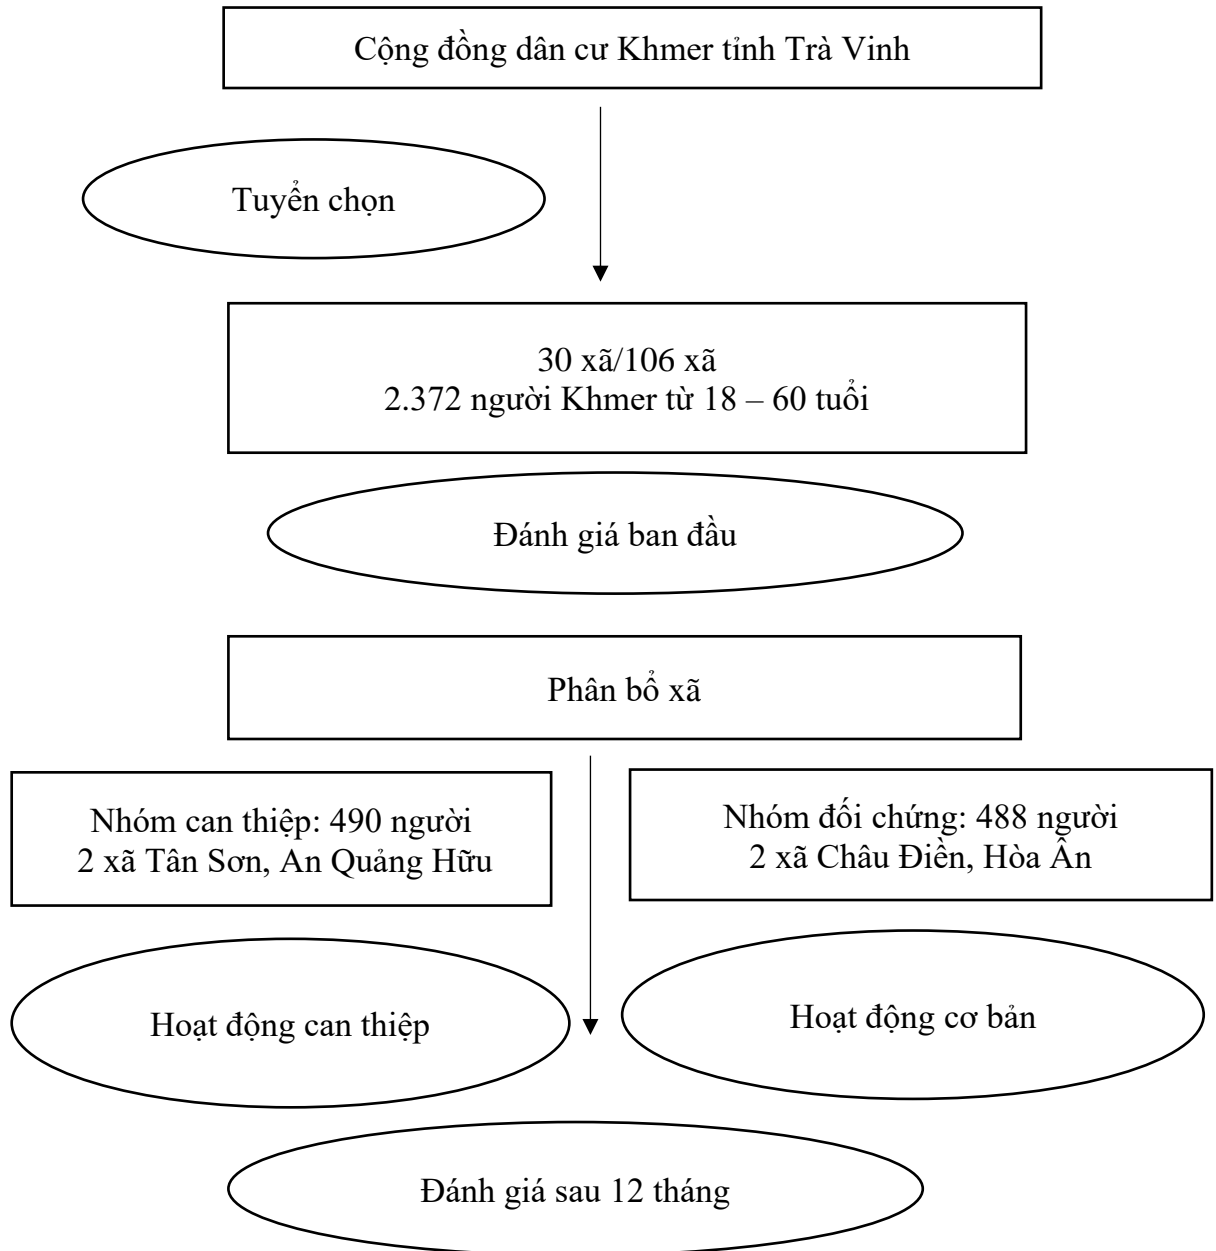 Cộng đồng dân cư Khmer tỉnh Trà Vinh
Tuyển chọn
30 xã/106 xã
2.372 người Khmer từ 18 – 60 tuổi
Đánh giá ban đầu
Phân bổ xã
Nhóm can thiệp: 490 người
2 xã Tân Sơn, An Quảng Hữu
Nhóm đối chứng: 488 người
2 xã Châu Điền, Hòa Ân
Hoạt động can thiệp
Hoạt động cơ bản
Đánh giá sau 12 tháng